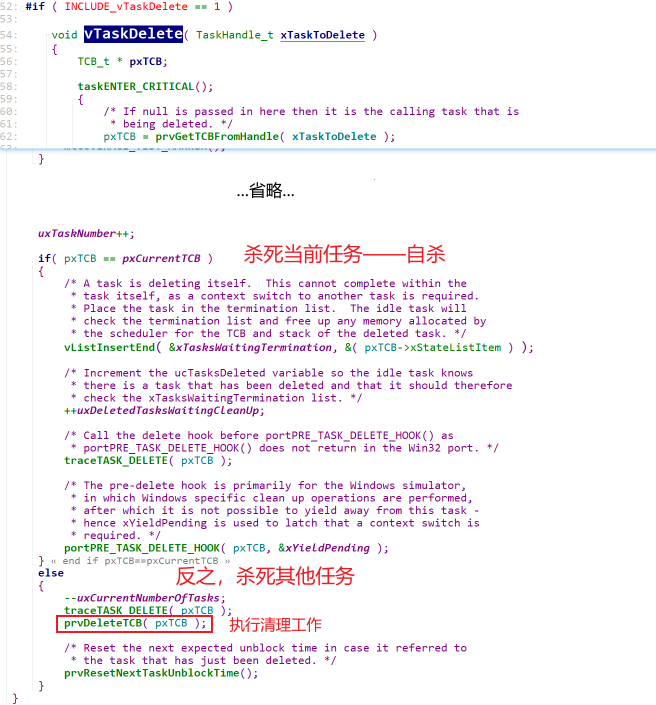 52: #if ( INCLUDE_vTaskDelete == 1 )
53:
54: void vTaskDelete( TaskHandle_t xTaskToDelete )
55: {
56: TCB_t * pxTCB;
57:
58: taskENTER_CRITICAL();
59: {
60: /* If null is passed in here then it is the calling task that is
61: * being deleted. */
62: pxTCB = prvGetTCBFromHandle( xTaskToDelete );
}
...省略...
uxTaskNumber++;
if( pxTCB == pxCurrentTCB ) 杀死当前任务——自杀
{
/* A task is deleting itself. This cannot complete within the
* task itself, as a context switch to another task is required.
* Place the task in the termination list. The idle task will
* check the termination list and free up any memory allocated by
* the scheduler for the TCB and stack of the deleted task. */
vListInsertEnd( &xTasksWaitingTermination, &( pxTCB->xStateListItem ) );
/* Increment the ucTasksDeleted variable so the idle task knows
* there is a task that has been deleted and that it should therefore
* check the xTasksWaitingTermination list. */
++uxDeletedTasksWaitingCleanUp;
/* Call the delete hook before portPRE_TASK_DELETE_HOOK() as
* portPRE_TASK_DELETE_HOOK() does not return in the Win32 port. */
traceTASK_DELETE( pxTCB );
/* The pre-delete hook is primarily for the Windows simulator,
* in which Windows specific clean up operations are performed,
* after which it is not possible to yield away from this task -
* hence xYieldPending is used to latch that a context switch is
* required. */
portPRE_TASK_DELETE_HOOK( pxTCB, &xYieldPending );
} « end if pxTCB==pxCurrentTCB »
else 反之，杀死其他任务
{
--uxCurrentNumberOfTasks;
traceTASK_DELETE( pxTCB );
prvDeleteTCB( pxTCB ); 执行清理工作
/* Reset the next expected unblock time in case it referred to
* the task that has just been deleted. */
prvResetNextTaskUnblockTime();
}
}